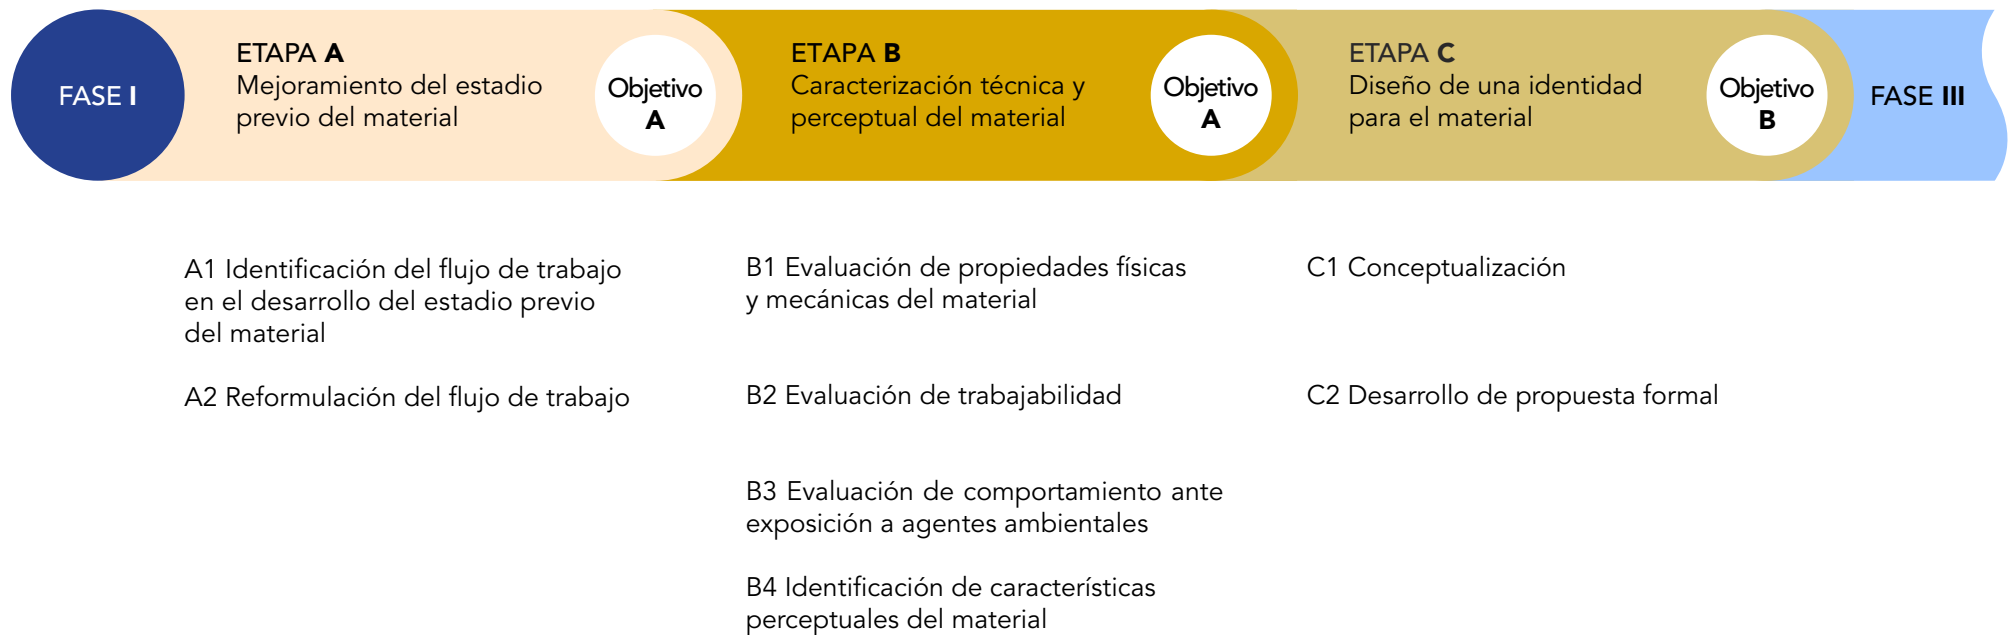 FASE I
ETAPA A
Mejoramiento del estadio
previo del material
Objetivo
A
ETAPA B
Caracterización técnica y
perceptual del material
Objetivo
A
ETAPA C
Diseño de una identidad
para el material
Objetivo
B
FASE III
A1 Identificación del flujo de trabajo
en el desarrollo del estadio previo
del material
A2 Reformulación del flujo de trabajo
B1 Evaluación de propiedades físicas
y mecánicas del material
B2 Evaluación de trabajabilidad
B3 Evaluación de comportamiento ante
exposición a agentes ambientales
B4 Identificación de características
perceptuales del material
C1 Conceptualización
C2 Desarrollo de propuesta formal